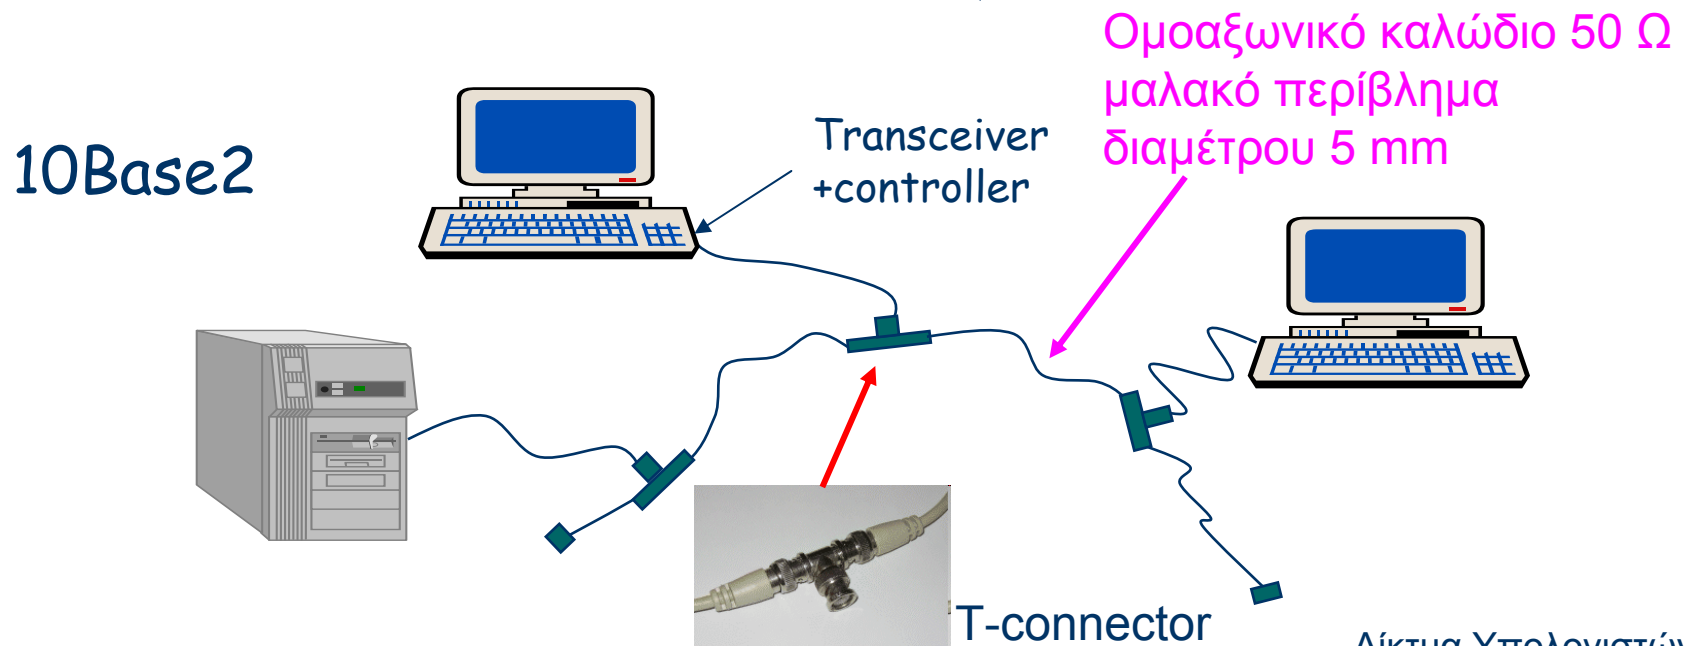 Ομοαξωνικό καλώδιο 50 Ω
μαλακό περίβλημα
διαμέτρου 5 mm
Transceiver
+controller
10Base2
T-connector